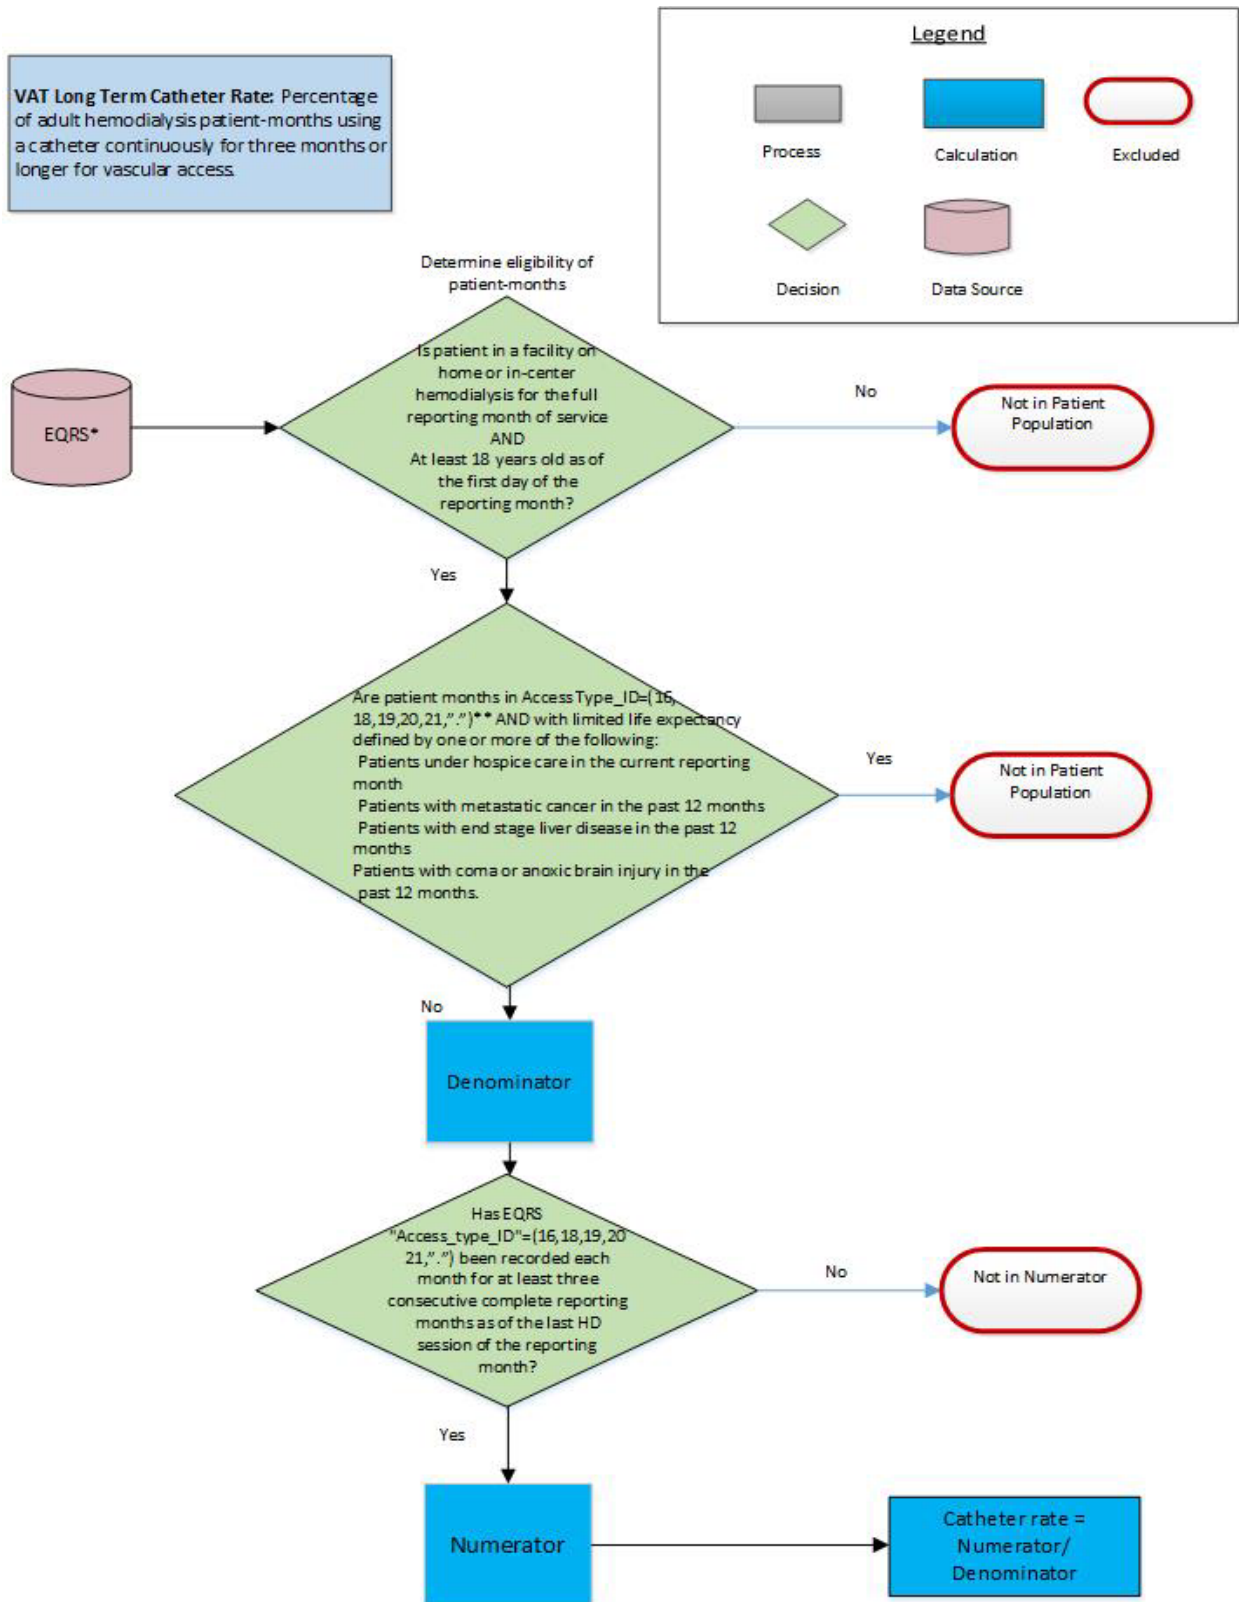 Legend
Process
Calculation
Excluded
Decision
Data Source
VAT Long Term Catheter Rate: Percentage
of adult hemodialysis patient-months using
a catheter continuously for three months or
longer for vascular access.
Determine eligibility of
patient-months
EQRS*
Is patient in a facility on
home or in-center
hemodialysis for the full
reporting month of service
AND
At least 18 years old as of
the first day of the
reporting month?
No
Not in Patient
Population
Yes
Are patient months in Access Type_ID=(16,
18,19,20,21,".")** AND with limited life expectancy
defined by one or more of the following:
Patients under hospice care in the current reporting
month
Patients with metastatic cancer in the past 12 months
Patients with end stage liver disease in the past 12
months
Patients with coma or anoxic brain injury in the
past 12 months.
Yes
Not in Patient
Population
No
Denominator
Has EQRS
"Access_type_ID"=(16,18,19,20
21,".") been recorded each
month for at least three
consecutive complete reporting
months as of the last HD
session of the reporting
month?
No
Not in Numerator
Yes
Numerator
Catheter rate =
Numerator/
Denominator